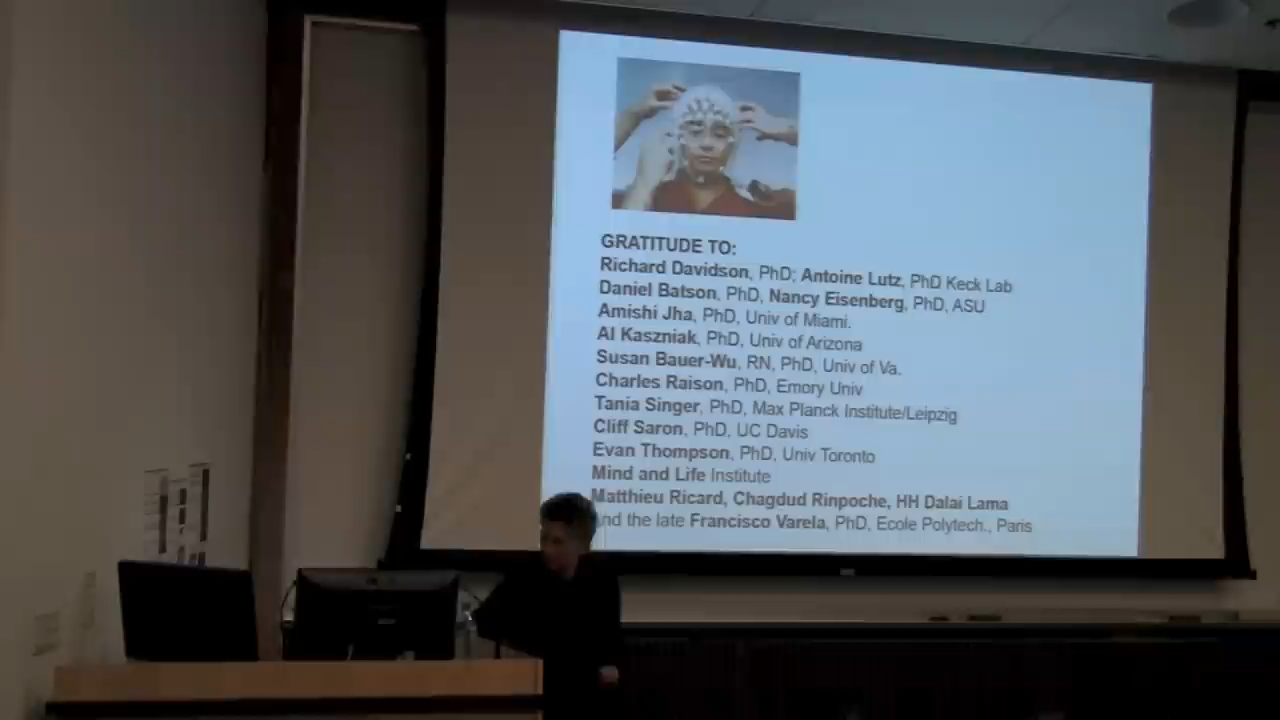 GRATITUDE TO:
Richard Davidson, PhD; Antoine Lutz, PhD Keck Lab
Daniel Batson, PhD, Nancy Eisenberg, PhD, ASU
Amishi Jha, PhD, Univ of Miami.
Al Kaszniak, PhD, Univ of Arizona
Susan Bauer-Wu, RN, PhD, Univ of Va.
Charles Raison, PhD, Emory Univ
Tania Singer, PhD, Max Planck Institute/Leipzig
Cliff Saron, PhD, UC Davis
Evan Thompson, PhD, Univ Toronto
Mind and Life Institute
Matthieu Ricard, Chagdud Rinpoche, HH Dalai Lama
and the late Francisco Varela, PhD, Ecole Polytech., Paris